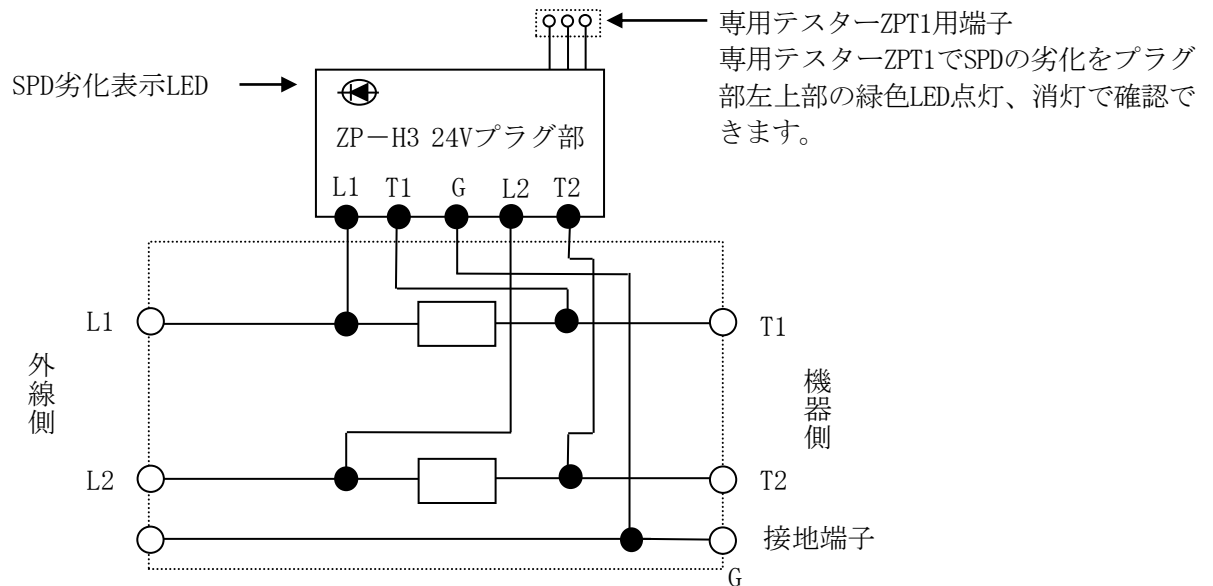 専用テスターZPT1用端子
専用テスターZPT1でSPDの劣化をプラグ
部左上部の緑色LED点灯、消灯で確認で
きます。
SPD劣化表示LED
ZP－H3 24Vプラグ部
L1 T1 G L2 T2
L1
T1
外線側
機器側
L2
T2
接地端子
G